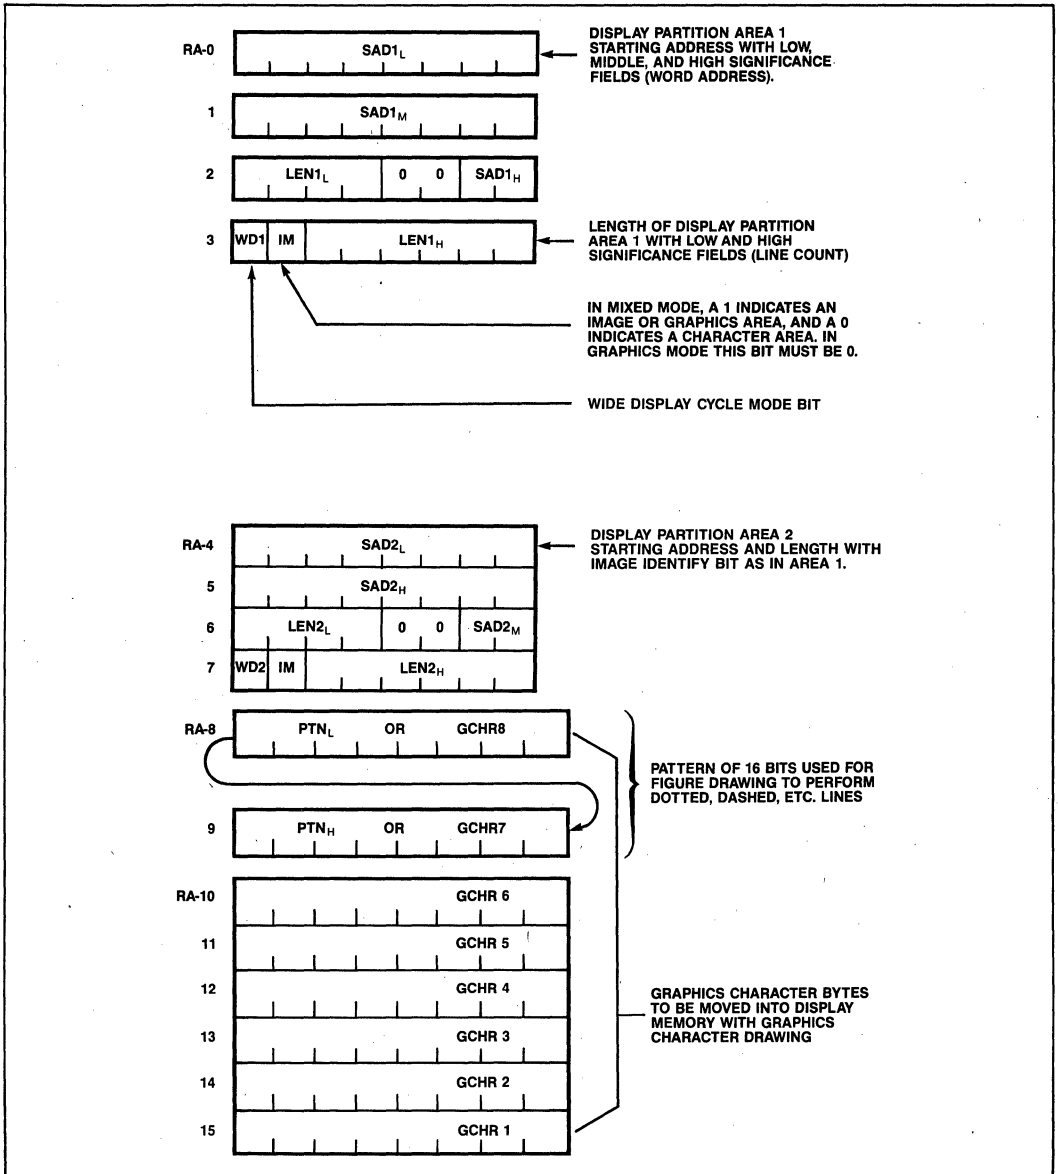 RA-0 SAD1L
DISPLAY PARTITION AREA 1
STARTING ADDRESS WITH LOW,
MIDDLE, AND HIGH SIGNIFICANCE
FIELDS (WORD ADDRESS).
1 SAD1M
2 LEN1L 0 0 SAD1H
3 WD1 IM LEN1H
LENGTH OF DISPLAY PARTITION
AREA 1 WITH LOW AND HIGH
SIGNIFICANCE FIELDS (LINE COUNT)
IN MIXED MODE, A 1 INDICATES AN
IMAGE OR GRAPHICS AREA, AND A 0
INDICATES A CHARACTER AREA. IN
GRAPHICS MODE THIS BIT MUST BE 0.
WIDE DISPLAY CYCLE MODE BIT
RA-4 SAD2L
DISPLAY PARTITION AREA 2
STARTING ADDRESS AND LENGTH WITH
IMAGE IDENTIFY BIT AS IN AREA 1.
5 SAD2H
6 LEN2L 0 0 SAD2M
7 WD2 IM LEN2H
RA-8 PTNL OR GCHR8
PATTERN OF 16 BITS USED FOR
FIGURE DRAWING TO PERFORM
DOTTED, DASHED, ETC. LINES
9 PTNH OR GCHR7
RA-10 GCHR 6
11 GCHR 5
12 GCHR 4
13 GCHR 3
14 GCHR 2
15 GCHR 1
GRAPHICS CHARACTER BYTES
TO BE MOVED INTO DISPLAY
MEMORY WITH GRAPHICS
CHARACTER DRAWING